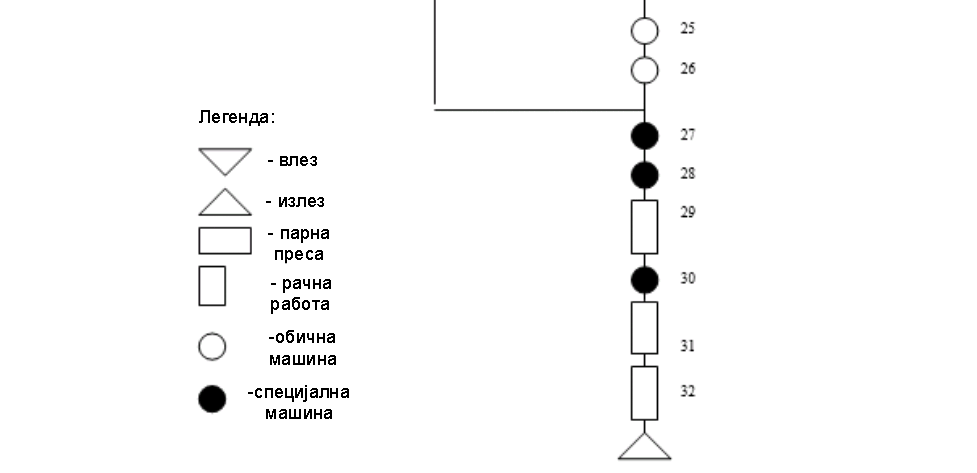 25
26
Легенда:
27
- влез
28
- излез
29
- парна
преса
- рачна
работа
30
-обична
машина
31
-специјална
машина
32